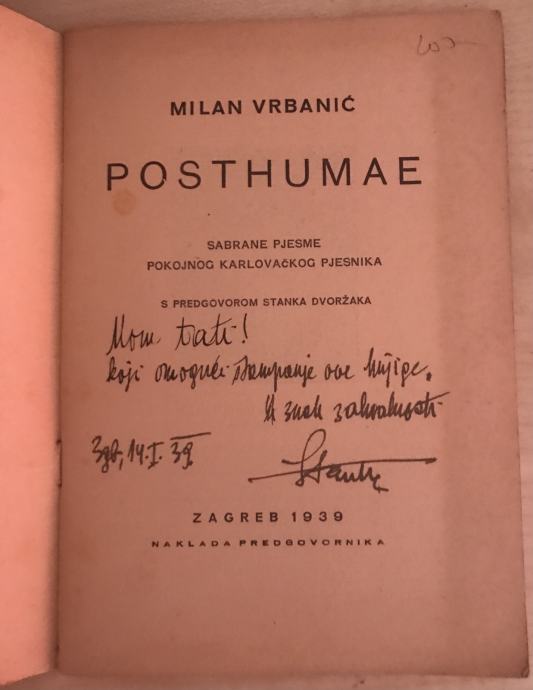 MILAN VRBANIĆ
POSTHUMAE
SABRANE PJESME
POKOJNOG KARLOVAČKOG PJESNIKA
S PREDGOVOROM STANKA DVORŽAKA
Mom tati!
koji omogući štampanje ove knjige.
U znak zahvalnosti
Zgb, 14. I. 39.
Stanko
ZAGREB 1939
NAKLADA PREDGOVORNIKA